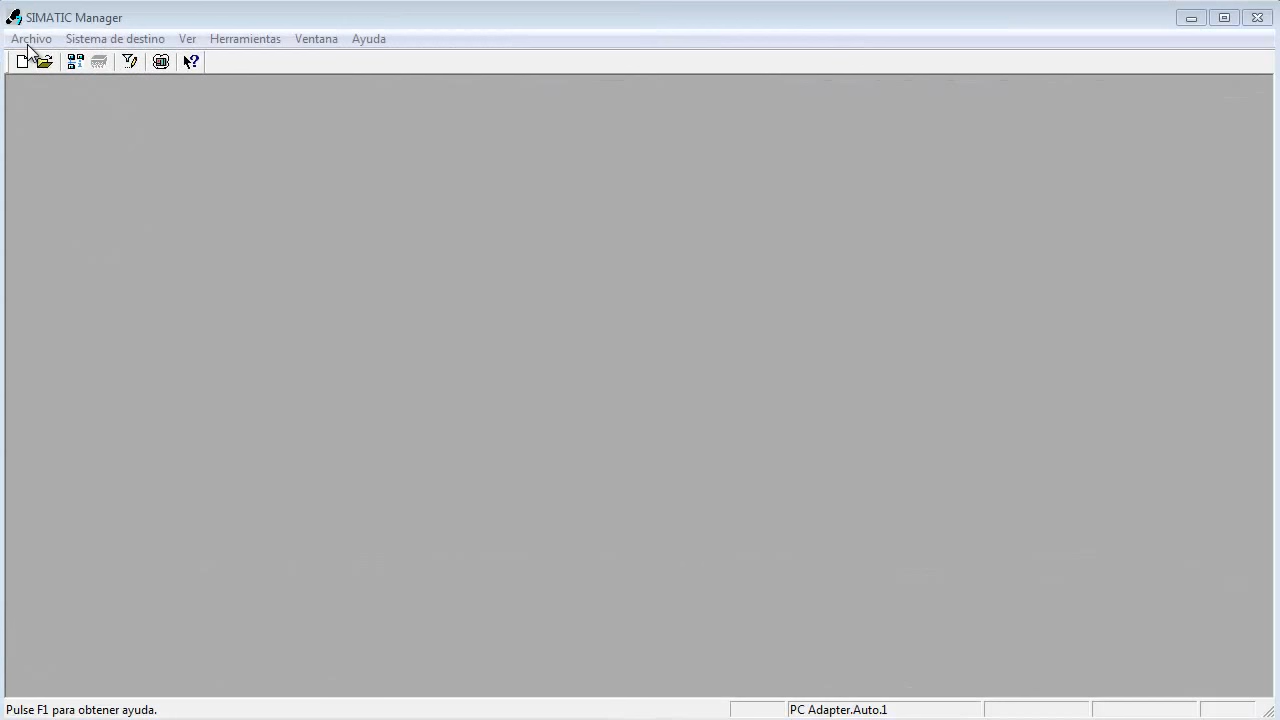 SIMATIC Manager
Archivo Sistema de destino Ver Herramientas Ventana Ayuda
Pulse F1 para obtener ayuda. PC Adapter.Auto.1